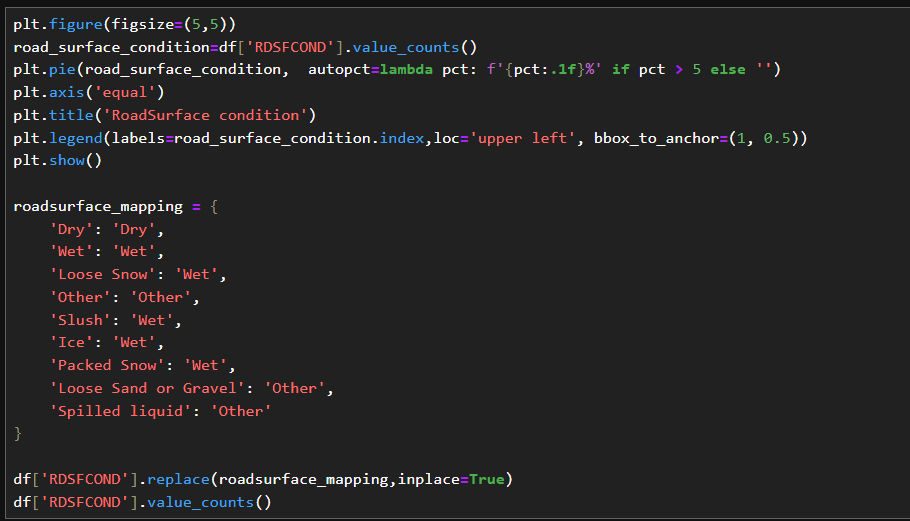 plt.figure(figsize=(5,5))
road_surface_condition=df['RDSFCOND'].value_counts()
plt.pie(road_surface_condition,  autopct=lambda pct: f'{pct:.1f}%' if pct > 5 else '')
plt.axis('equal')
plt.title('RoadSurface condition')
plt.legend(labels=road_surface_condition.index,loc='upper left', bbox_to_anchor=(1, 0.5))
plt.show()

roadsurface_mapping = {
    'Dry': 'Dry',
    'Wet': 'Wet',
    'Loose Snow': 'Wet',
    'Other': 'Other',
    'Slush': 'Wet',
    'Ice': 'Wet',
    'Packed Snow': 'Wet',
    'Loose Sand or Gravel': 'Other',
    'Spilled liquid': 'Other'
}

df['RDSFCOND'].replace(roadsurface_mapping,inplace=True)
df['RDSFCOND'].value_counts()